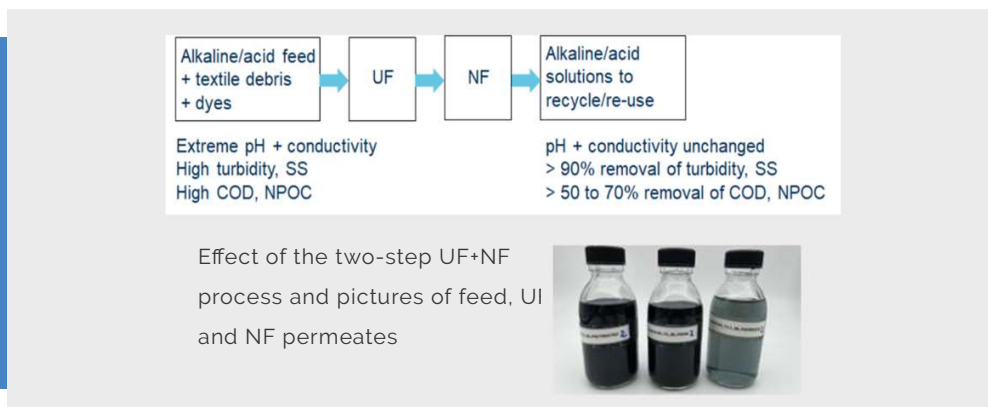 Alkaline/acid feed
+ textile debris
+ dyes
UF
NF
Alkaline/acid
solutions to
recycle/re-use
Extreme pH + conductivity
High turbidity, SS
High COD, NPOC
pH + conductivity unchanged
> 90% removal of turbidity, SS
> 50 to 70% removal of COD, NPOC
Effect of the two-step UF+NF
process and pictures of feed, UF
and NF permeates